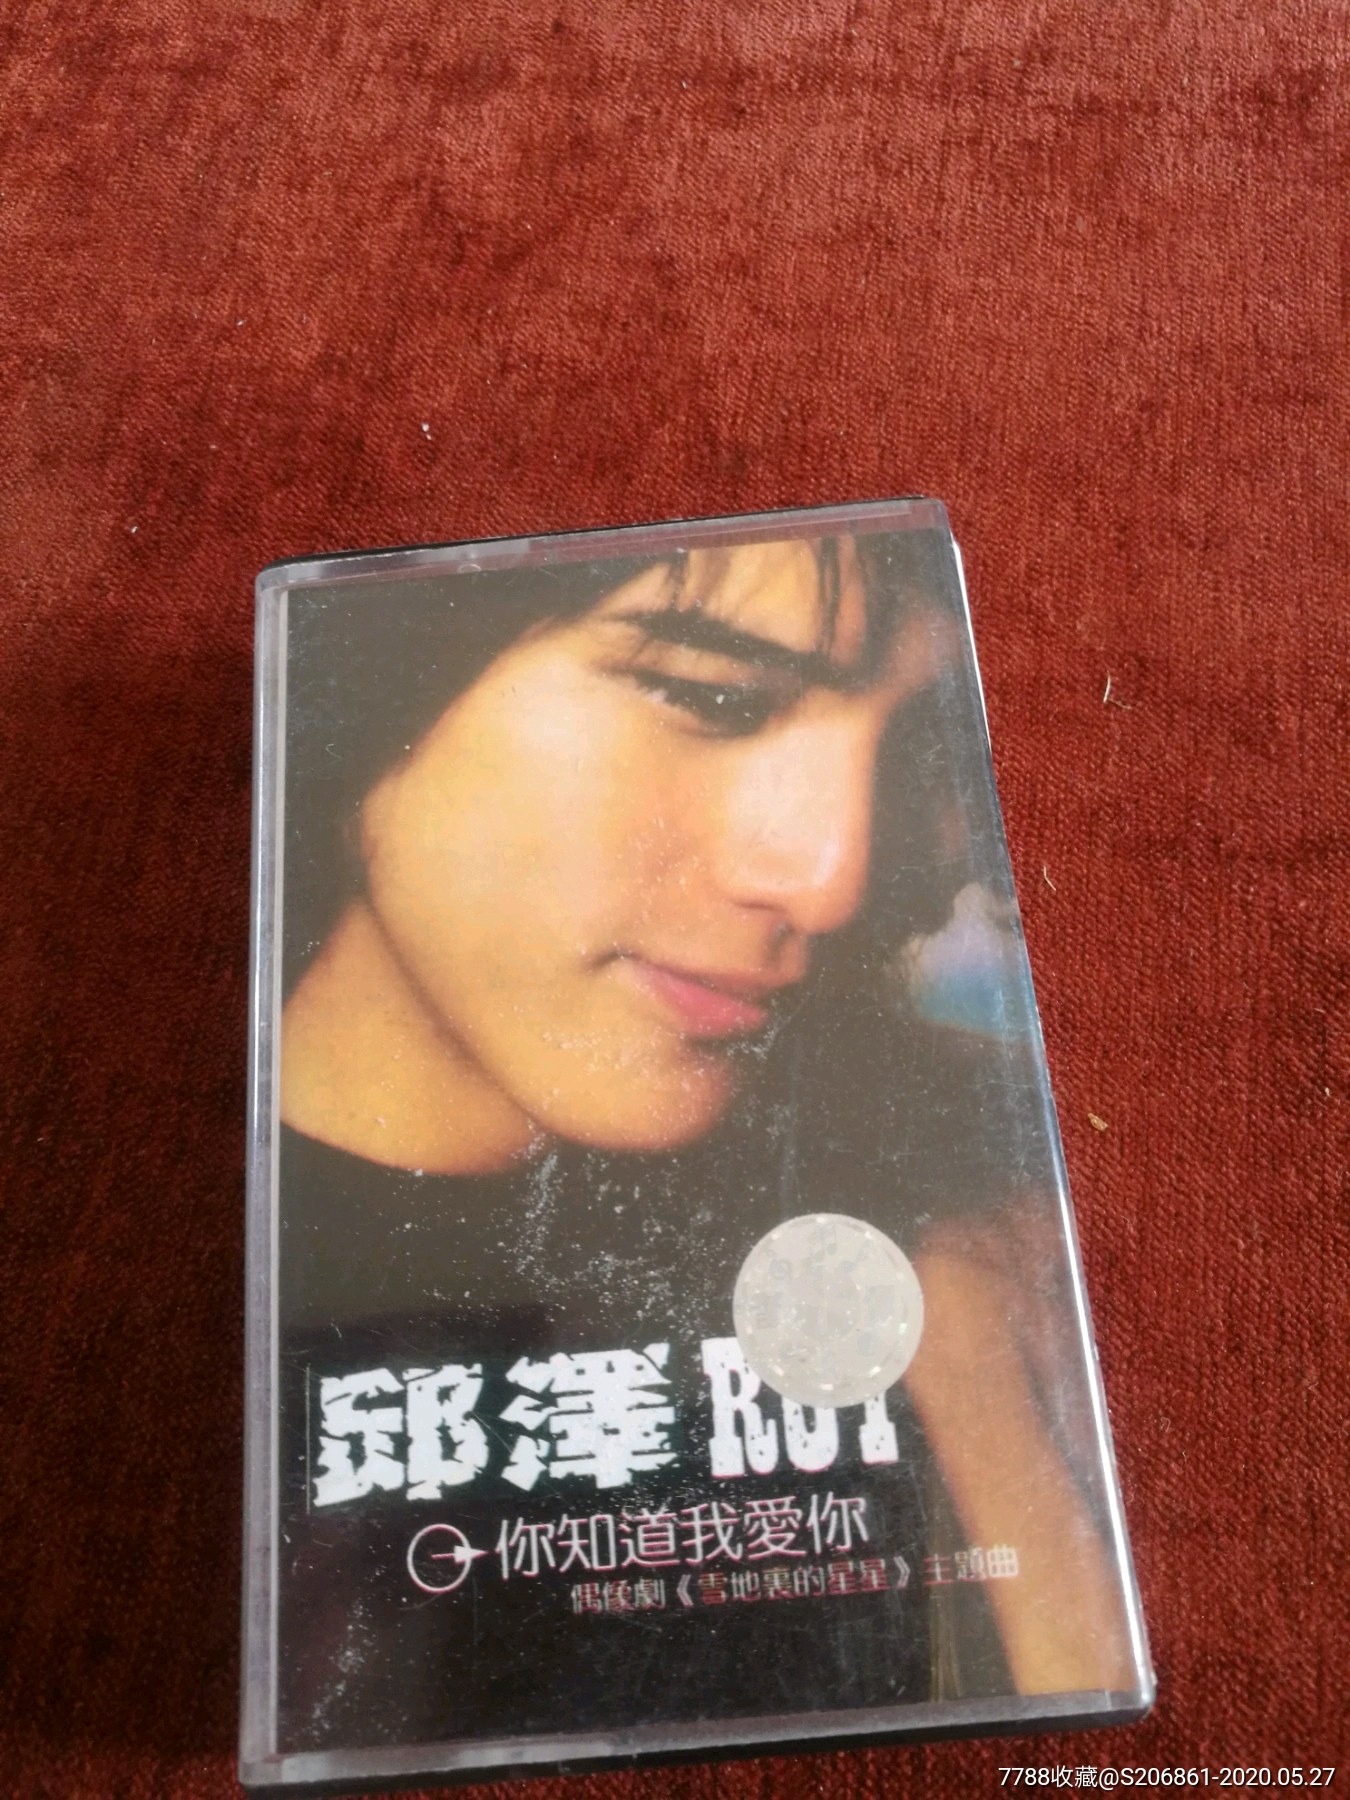 邱澤 ROY
你知道我愛你
偶像劇《雪地裏的星星》主題曲
7788收藏@S206861-2020.05.27